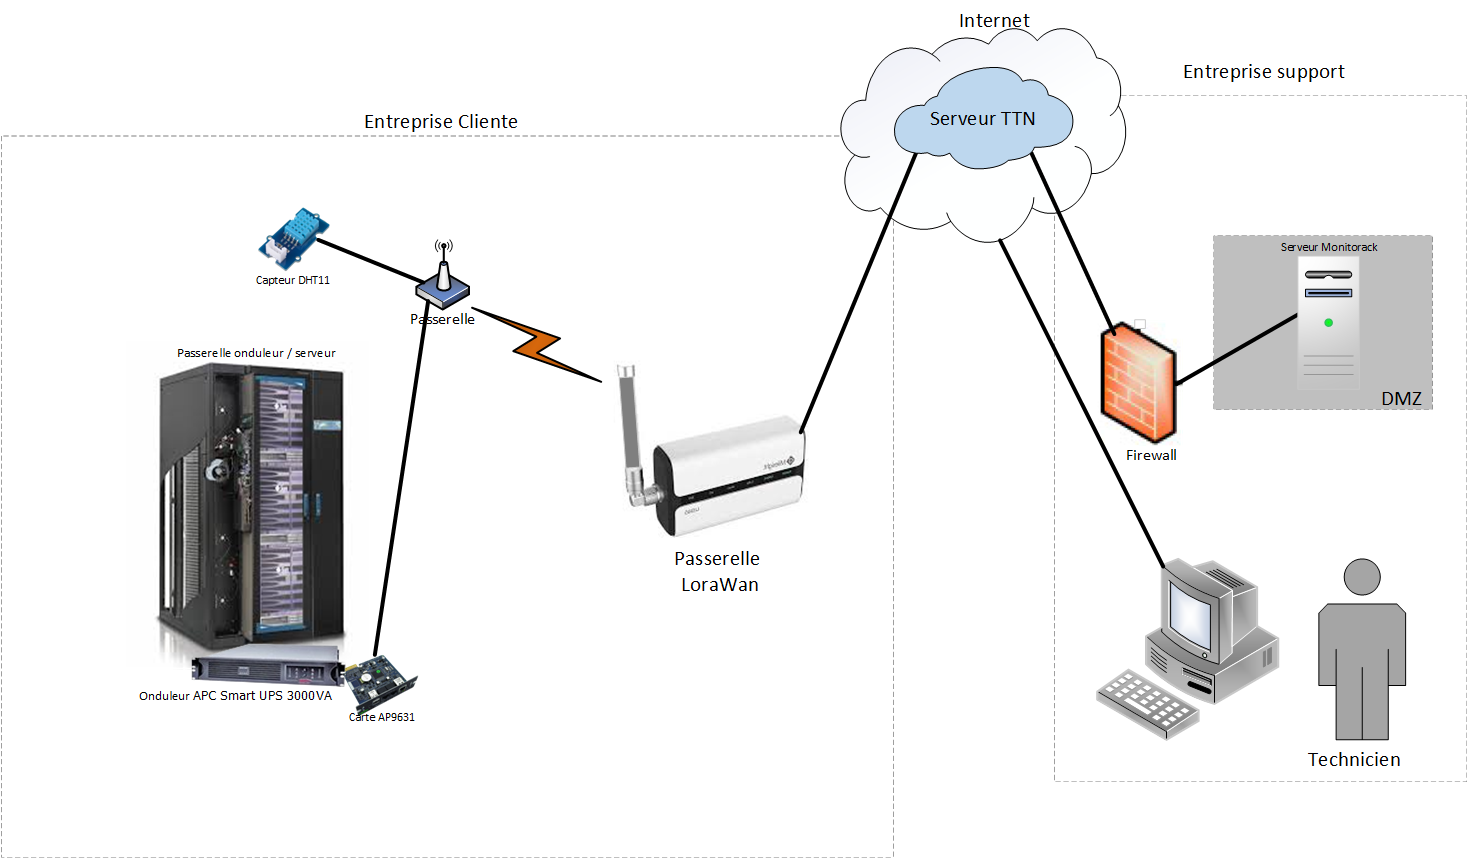 Internet
Entreprise support
Serveur TTN
Entreprise Cliente
Serveur Monitorack
Capteur DHT11
Passerelle
Passerelle onduleur / serveur
DMZ
Firewall
Passerelle
LoraWan
Onduleur APC Smart UPS 3000VA
Carte AP9631
Technicien